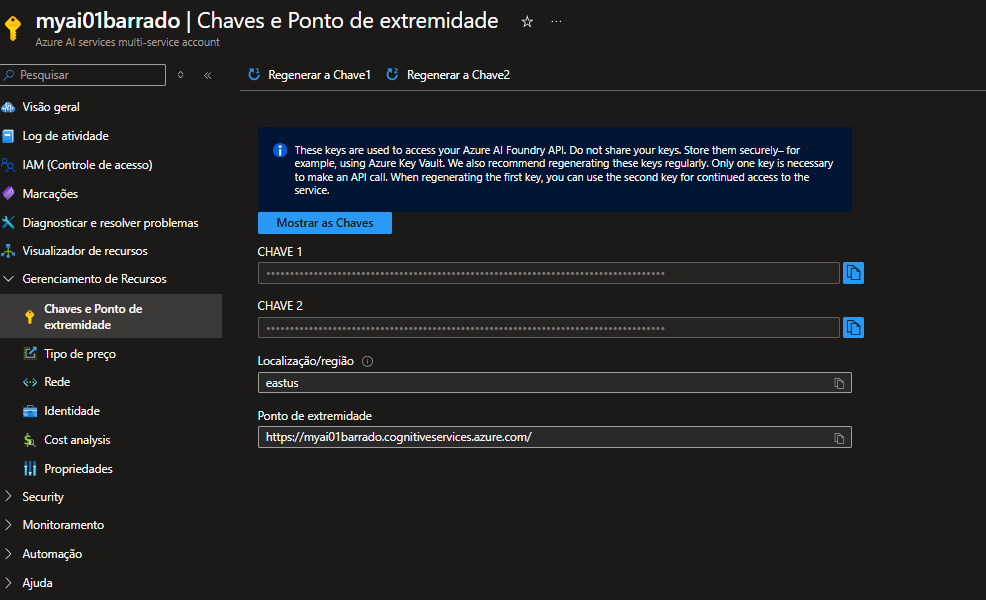 myai01barrado | Chaves e Ponto de extremidade
Azure AI services multi-service account
Pesquisar
Regenerar a Chave1
Regenerar a Chave2
Visão geral
Log de atividade
IAM (Controle de acesso)
Marcações
Diagnosticar e resolver problemas
Visualizador de recursos
Gerenciamento de Recursos
Chaves e Ponto de
extremidade
Tipo de preço
Rede
Identidade
Cost analysis
Propriedades
Security
Monitoramento
Automação
Ajuda
These keys are used to access your Azure AI Foundry API. Do not share your keys. Store them securely– for
example, using Azure Key Vault. We also recommend regenerating these keys regularly. Only one key is necessary
to make an API call. When regenerating the first key, you can use the second key for continued access to the
service.
Mostrar as Chaves
CHAVE 1
CHAVE 2
Localização/região
eastus
Ponto de extremidade
https://myai01barrado.cognitiveservices.azure.com/